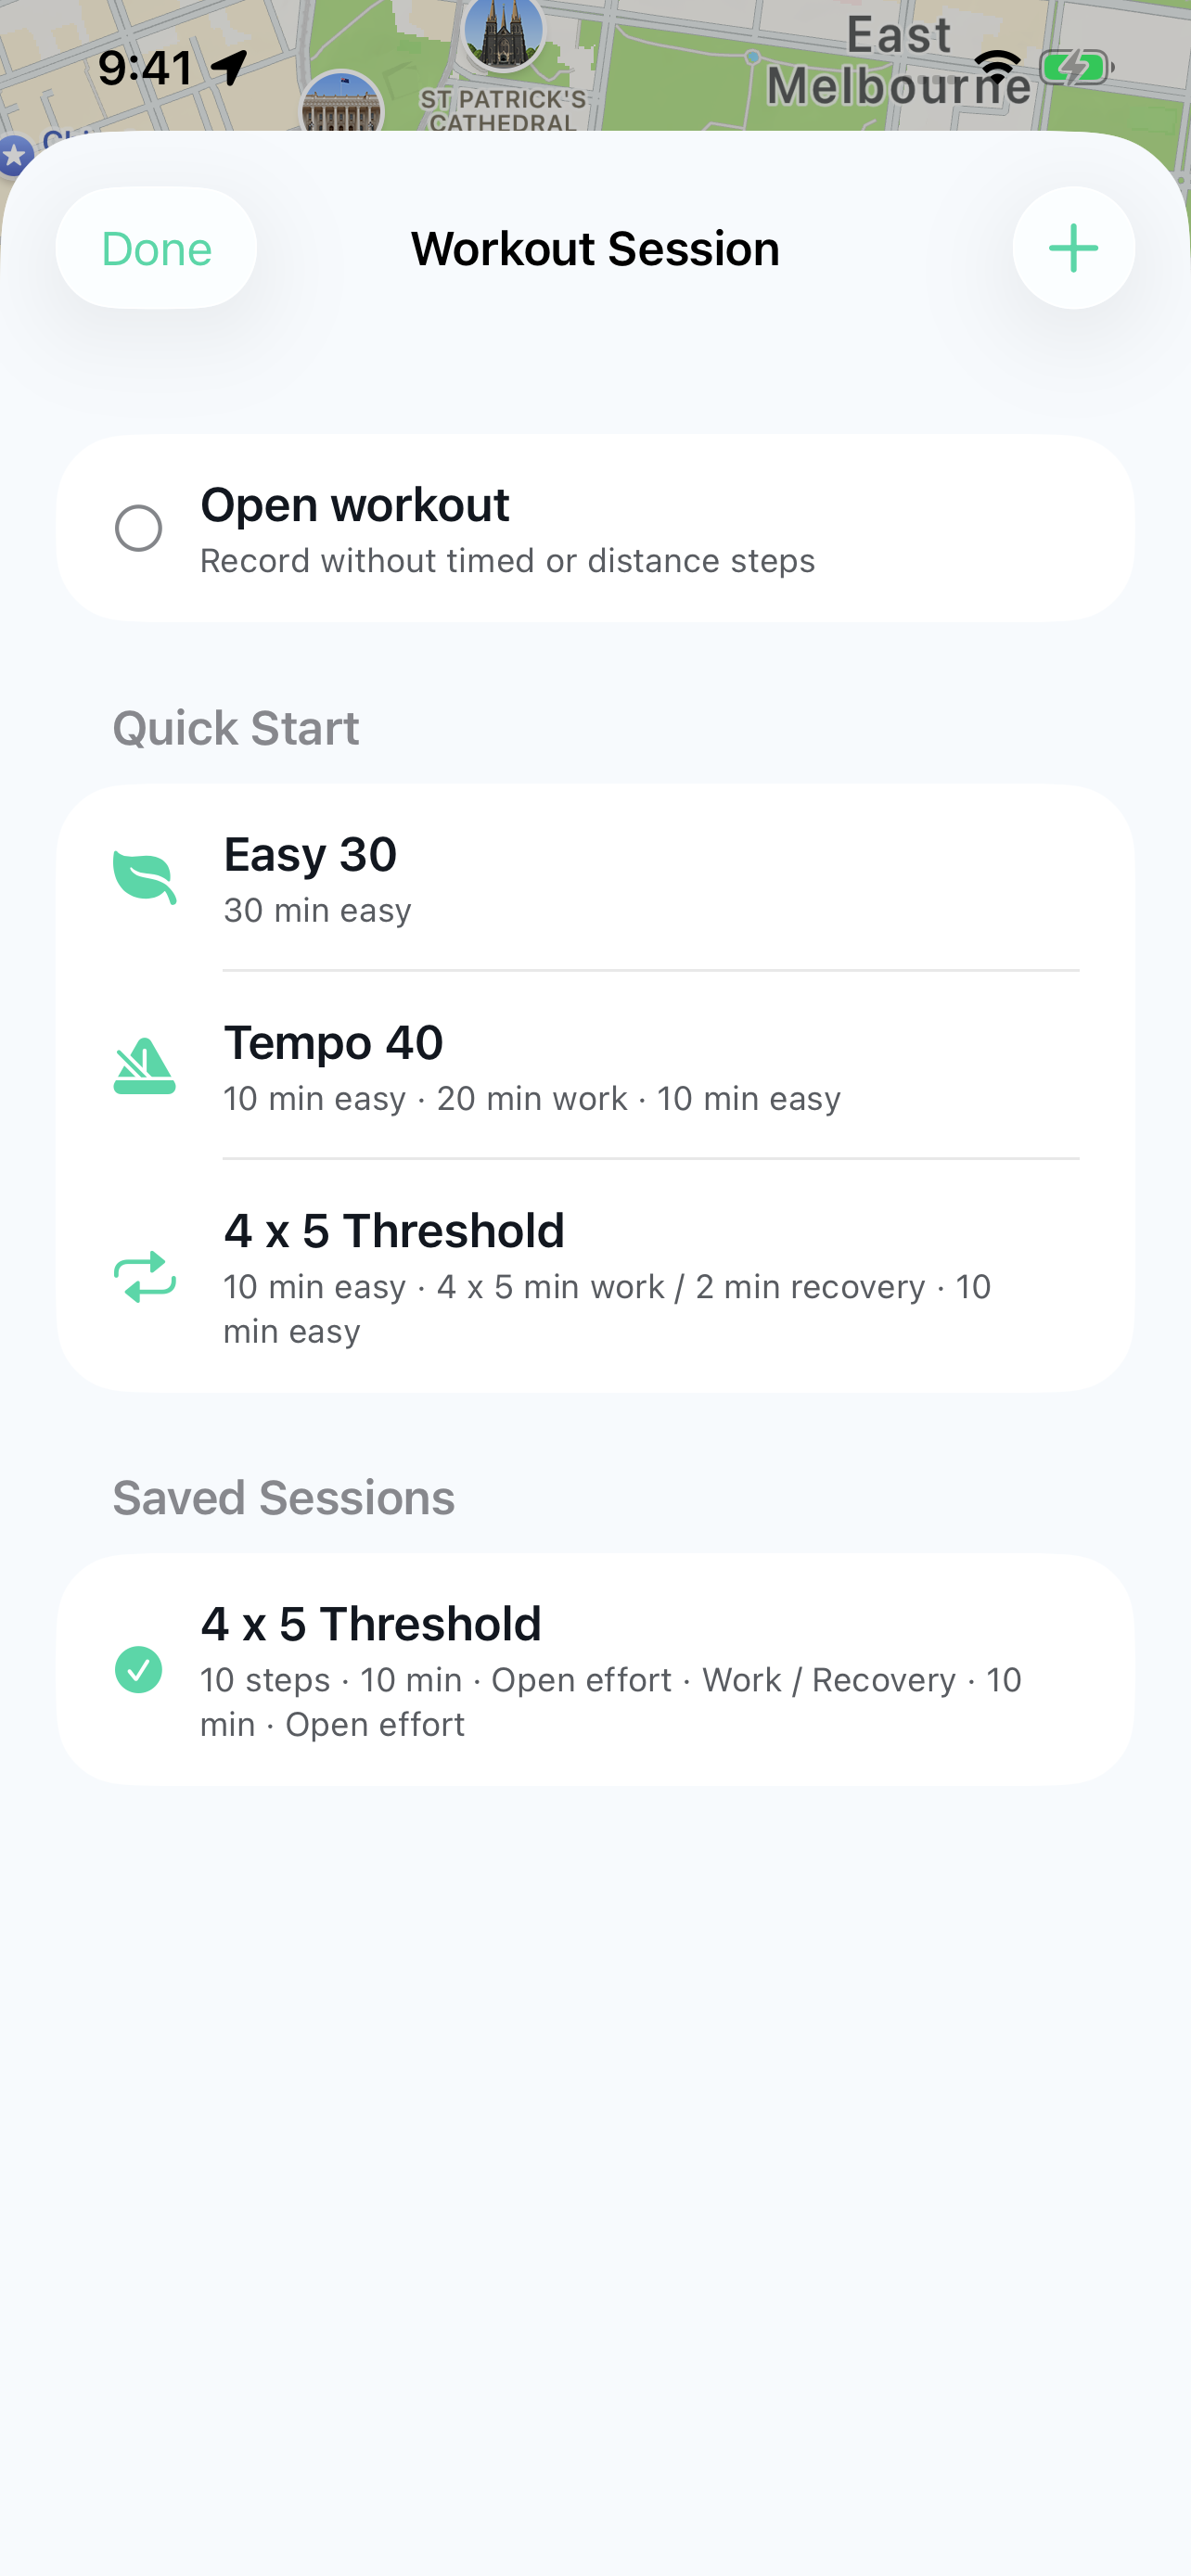 East
Melbourne
9:41
ST PATRICK'S
CATHEDRAL
Done
Workout Session
Open workout
Record without timed or distance steps
Quick Start
Easy 30
30 min easy
Tempo 40
10 min easy · 20 min work · 10 min easy
4 x 5 Threshold
10 min easy · 4 x 5 min work / 2 min recovery · 10
min easy
Saved Sessions
4 x 5 Threshold
10 steps · 10 min · Open effort · Work / Recovery · 10
min · Open effort